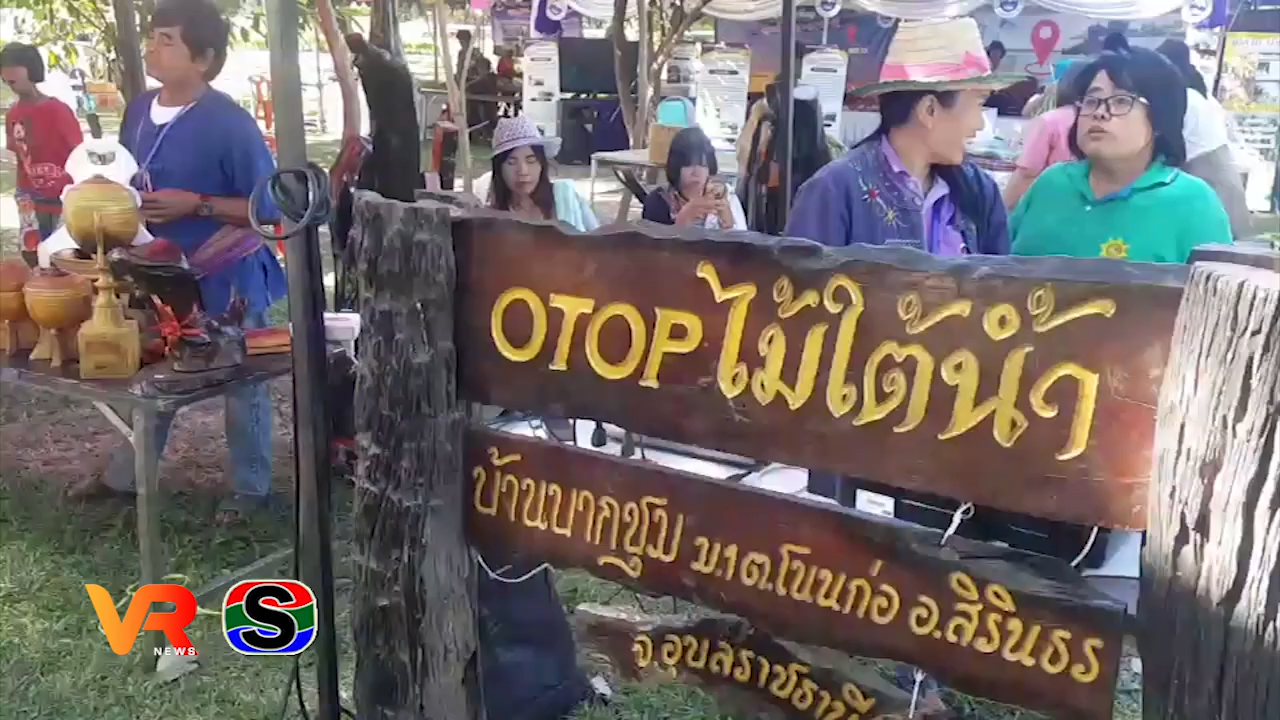 OTOP ไม้ใต้น้ำ
บ้านบากชุม ม.1 ต.โนนก่อ อ.สิรินธร
จ.อุบลราชธานี
VR
NEWS
S